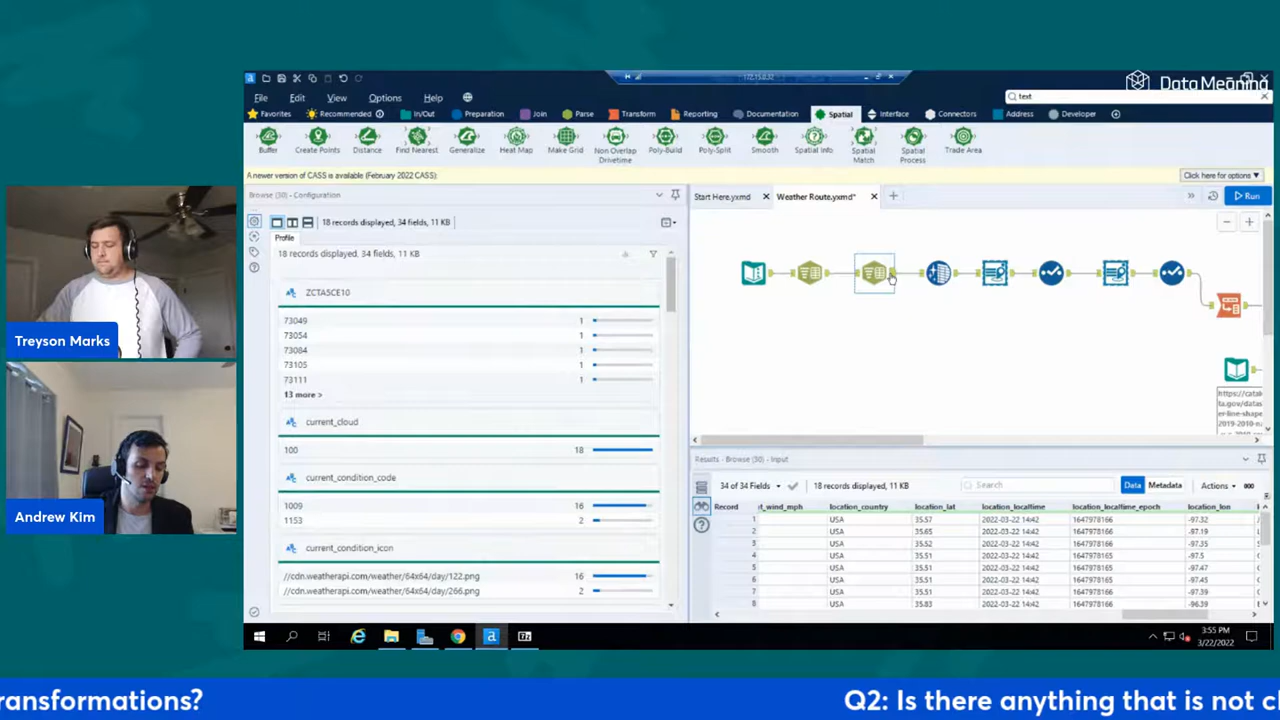 File Edit View Options Help
Data Meaning
text
Favorites Recommended In/Out Preparation Join Parse Transform Reporting Documentation Spatial Interface Connectors Address Developer
Buffer Create Points Distance Find Nearest Generalize Heat Map Make Grid Non Overlap Drivetime Poly-Build Poly-Split Smooth Spatial Info Spatial Match Spatial Process Trade Area
A newer version of CASS is available (February 2022 CASS):
Click here for options ▼
Browse (30) - Configuration
Start Here.yxmd
Weather Route.yxmd*
Run
18 records displayed, 34 fields, 11 KB
Profile
18 records displayed, 34 fields, 11 KB
ZCTA5CE10
73049 1
73054 1
73084 1
73105 1
73111 1
13 more >
current_cloud
100 18
current_condition_code
1009 16
1153 2
current_condition_icon
//cdn.weatherapi.com/weather/64x64/day/122.png 16
//cdn.weatherapi.com/weather/64x64/day/266.png 2
Treyson Marks
Andrew Kim
Results - Browse (30) - Input
34 of 34 Fields 18 records displayed, 11 KB Search Data Metadata Actions 000
Record t_wind_mph location_country location_lat location_localtime location_localtime_epoch location_lon
1 USA 35.57 2022-03-22 14:42 1647978166 -97.32
2 USA 35.65 2022-03-22 14:42 1647978166 -97.19
3 USA 35.52 2022-03-22 14:42 1647978166 -97.35
4 USA 35.51 2022-03-22 14:42 1647978165 -97.5
5 USA 35.51 2022-03-22 14:42 1647978165 -97.47
6 USA 35.51 2022-03-22 14:42 1647978166 -97.45
7 USA 35.51 2022-03-22 14:42 1647978166 -97.39
8 USA 35.83 2022-03-22 14:42 1647978166 -96.39
3:55 PM
3/22/2022
ransformations?
Q2: Is there anything that is not cl